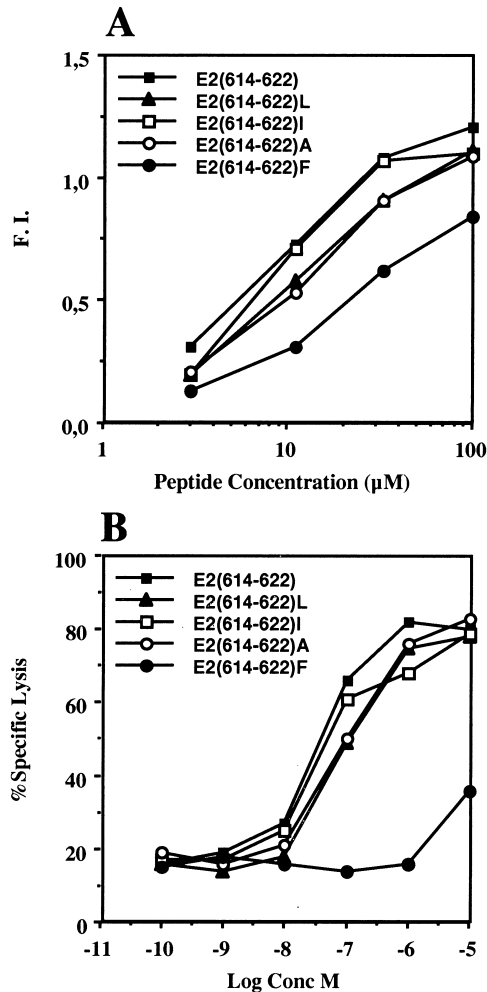 A
1,5
1,0
0,5
0,0
F. I.
E2(614-622)
E2(614-622)L
E2(614-622)I
E2(614-622)A
E2(614-622)F
1 10 100
Peptide Concentration (µM)
B
100
80
60
40
20
0
%Specific Lysis
E2(614-622)
E2(614-622)L
E2(614-622)I
E2(614-622)A
E2(614-622)F
-11 -10 -9 -8 -7 -6 -5
Log Conc M